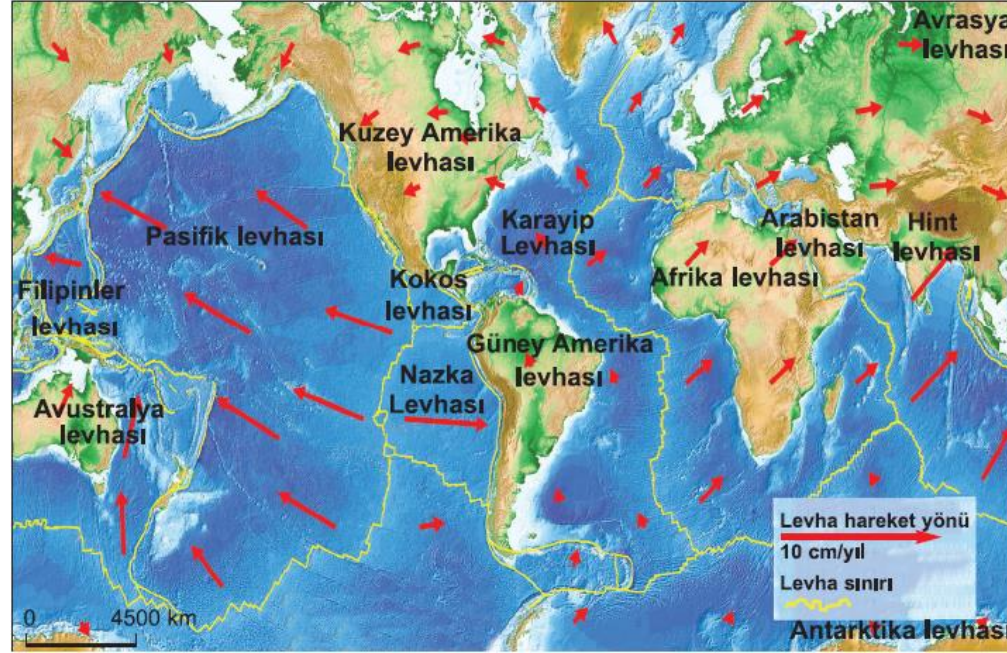 Avrasya
levhası
Kuzey Amerika
levhası
Karayip
Levhası
Arabistan
levhası
Hint
levhası
Pasifik levhası
Afrika levhası
Kokos
levhası
Filipinler
levhası
Güney Amerika
levhası
Nazka
Levhası
Avustralya
levhası
Levha hareket yönü
10 cm/yıl
Levha sınırı
0 4500 km
Antarktika levhası